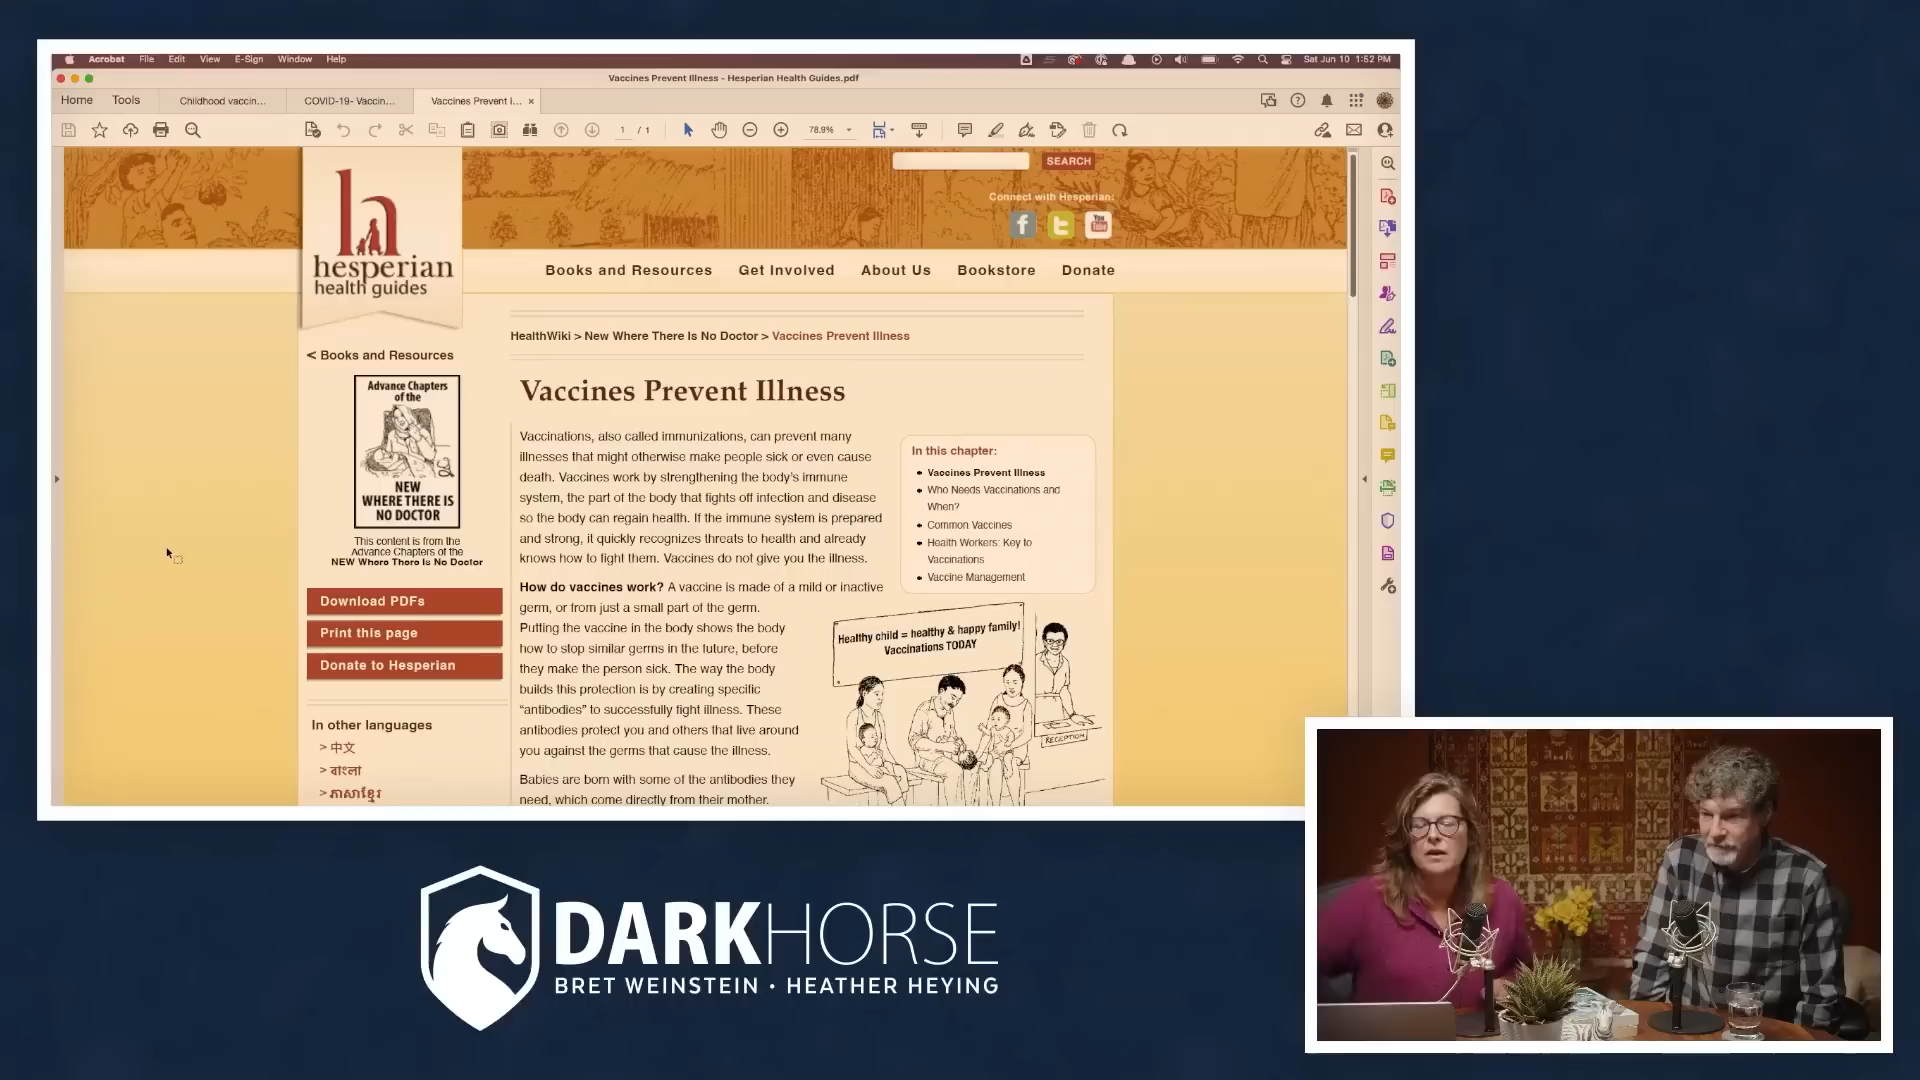 Acrobat File Edit View E-Sign Window Help
Sat Jun 10 1:52 PM
Vaccines Prevent Illness - Hesperian Health Guides.pdf
Home Tools
Childhood vaccin...
COVID-19- Vaccin...
Vaccines Prevent I... ×
1 / 1
78.9%
SEARCH
Connect with Hesperian:
f t You Tube
h
hesperian
health guides
Books and Resources Get Involved About Us Bookstore Donate
HealthWiki > New Where There Is No Doctor > Vaccines Prevent Illness
< Books and Resources
Advance Chapters
of the
NEW
WHERE THERE IS
NO DOCTOR
This content is from the
Advance Chapters of the
NEW Where There Is No Doctor
Download PDFs
Print this page
Donate to Hesperian
In other languages
> 中文
> বাংলা
> ភាសាខ្មែរ
Vaccines Prevent Illness
Vaccinations, also called immunizations, can prevent many
illnesses that might otherwise make people sick or even cause
death. Vaccines work by strengthening the body's immune
system, the part of the body that fights off infection and disease
so the body can regain health. If the immune system is prepared
and strong, it quickly recognizes threats to health and already
knows how to fight them. Vaccines do not give you the illness.
How do vaccines work? A vaccine is made of a mild or inactive
germ, or from just a small part of the germ.
Putting the vaccine in the body shows the body
how to stop similar germs in the future, before
they make the person sick. The way the body
builds this protection is by creating specific
“antibodies” to successfully fight illness. These
antibodies protect you and others that live around
you against the germs that cause the illness.
Babies are born with some of the antibodies they
need, which come directly from their mother.
In this chapter:
Vaccines Prevent Illness
Who Needs Vaccinations and
When?
Common Vaccines
Health Workers: Key to
Vaccinations
Vaccine Management
Healthy child = healthy & happy family!
Vaccinations TODAY
RECEPTION
DARKHORSE
BRET WEINSTEIN • HEATHER HEYING